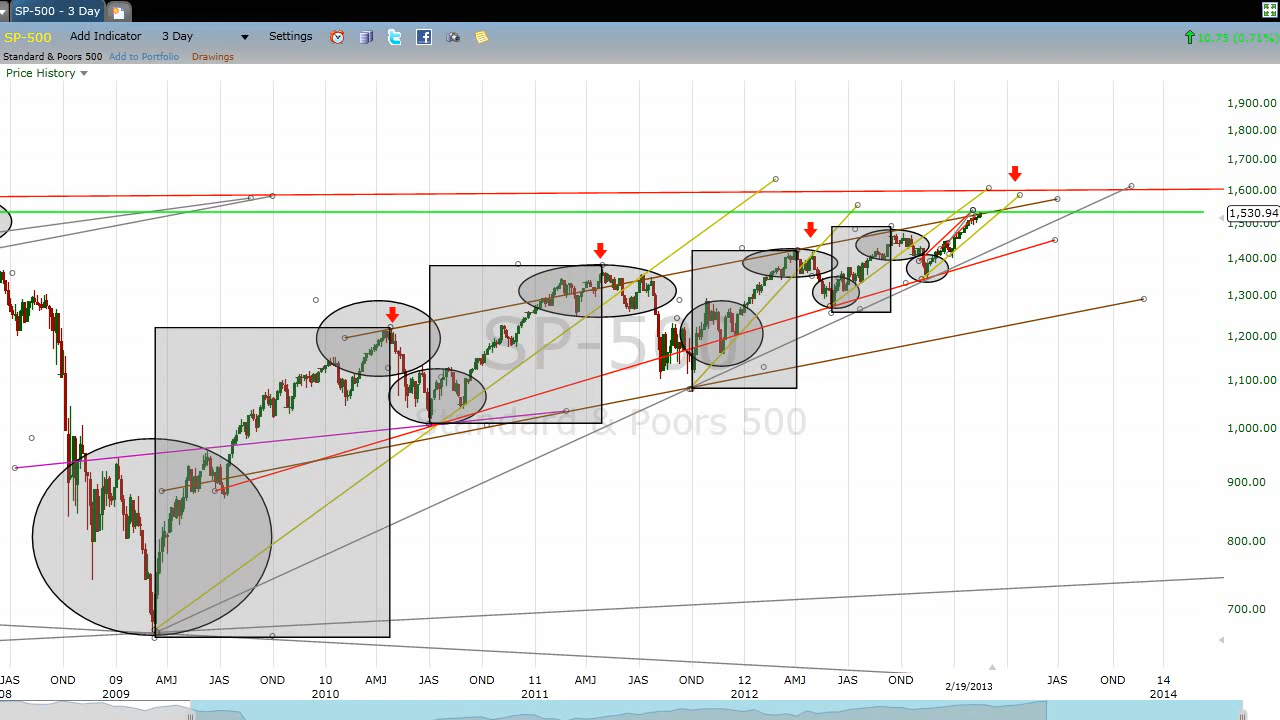 SP-500 - 3 Day
SP-500 Add Indicator 3 Day Settings 10.75 (0.71%)
Standard & Poors 500 Add to Portfolio Drawings
Price History
1,900.00
1,800.00
1,700.00
1,600.00
1,530.94
1,500.00
1,400.00
1,300.00
1,200.00
1,100.00
1,000.00
900.00
800.00
700.00
SP-500
Standard & Poors 500
JAS OND 09 AMJ JAS OND 10 AMJ JAS OND 11 AMJ JAS OND 12 AMJ JAS OND JAS OND 14
08 2009 2010 2011 2012 2/19/2013 2014